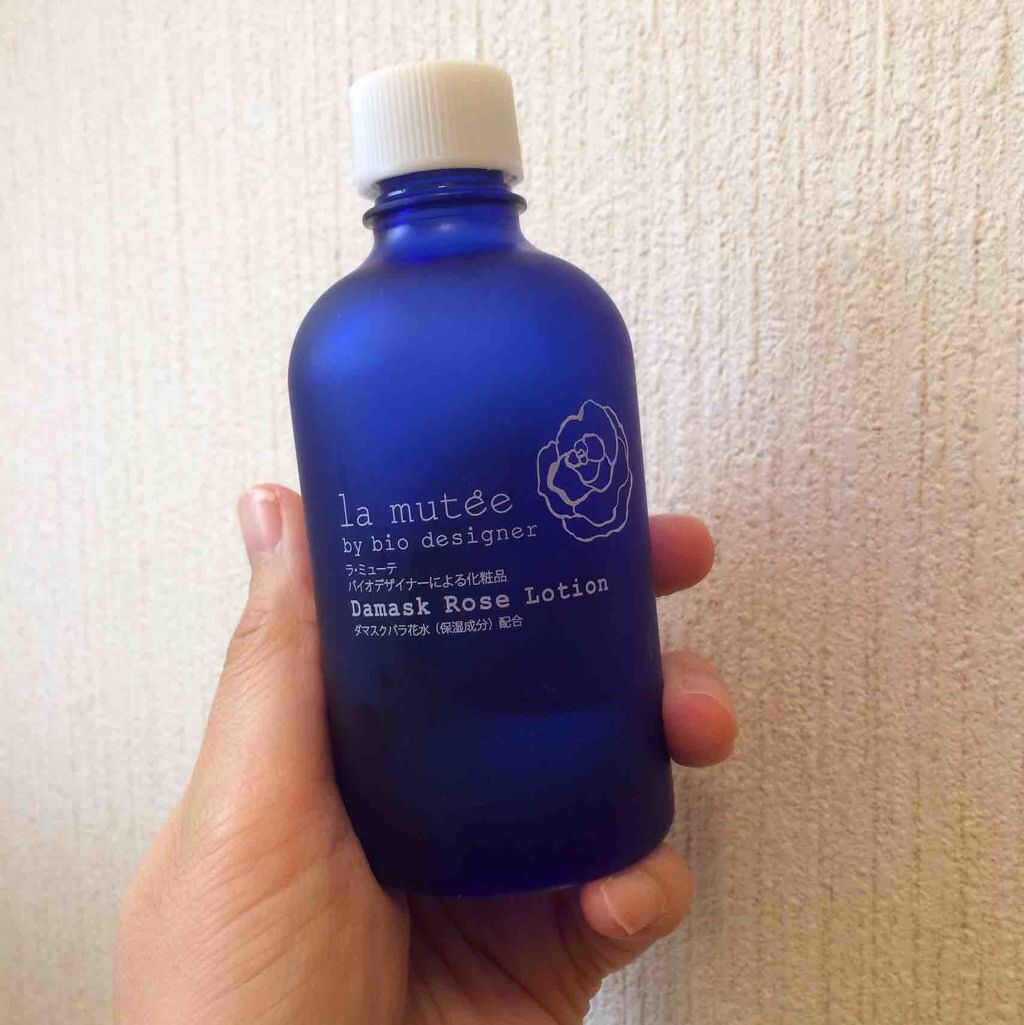 la mutée
by bio designer
ラ・ミューテ
バイオデザイナーによる化粧品
Damask Rose Lotion
ダマスクバラ花水（保湿成分）配合